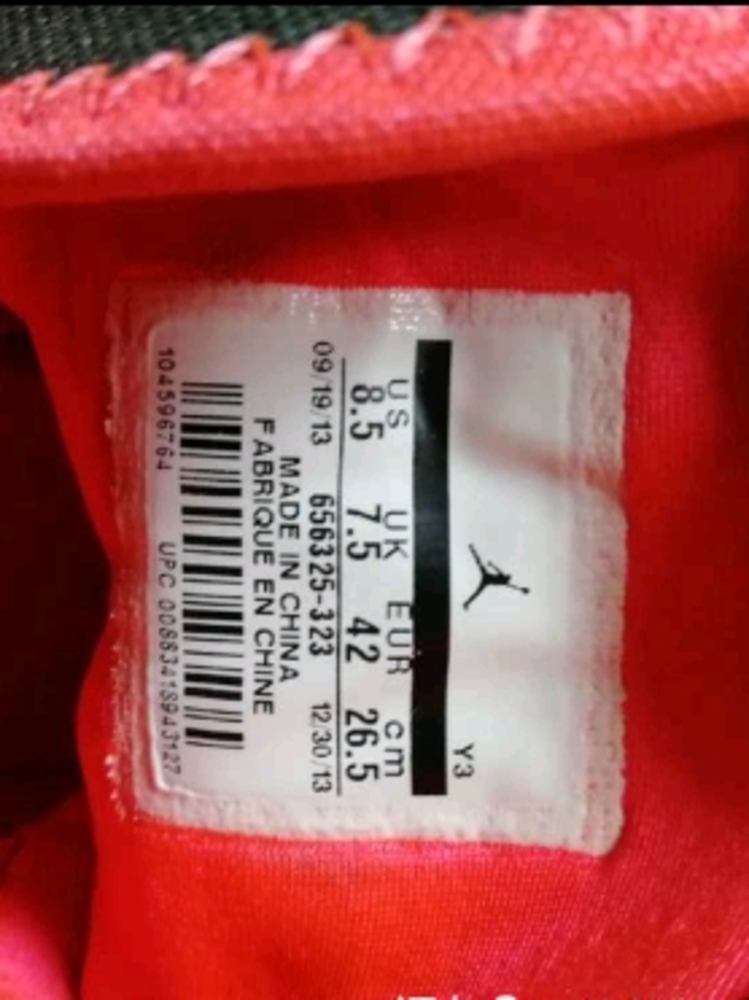 Y3
US UK EUR cm
8.5 7.5 42 26.5
09/19/13 656325-323 12/30/13
MADE IN CHINA
FABRIQUE EN CHINE
104596764 UPC 00883418943127